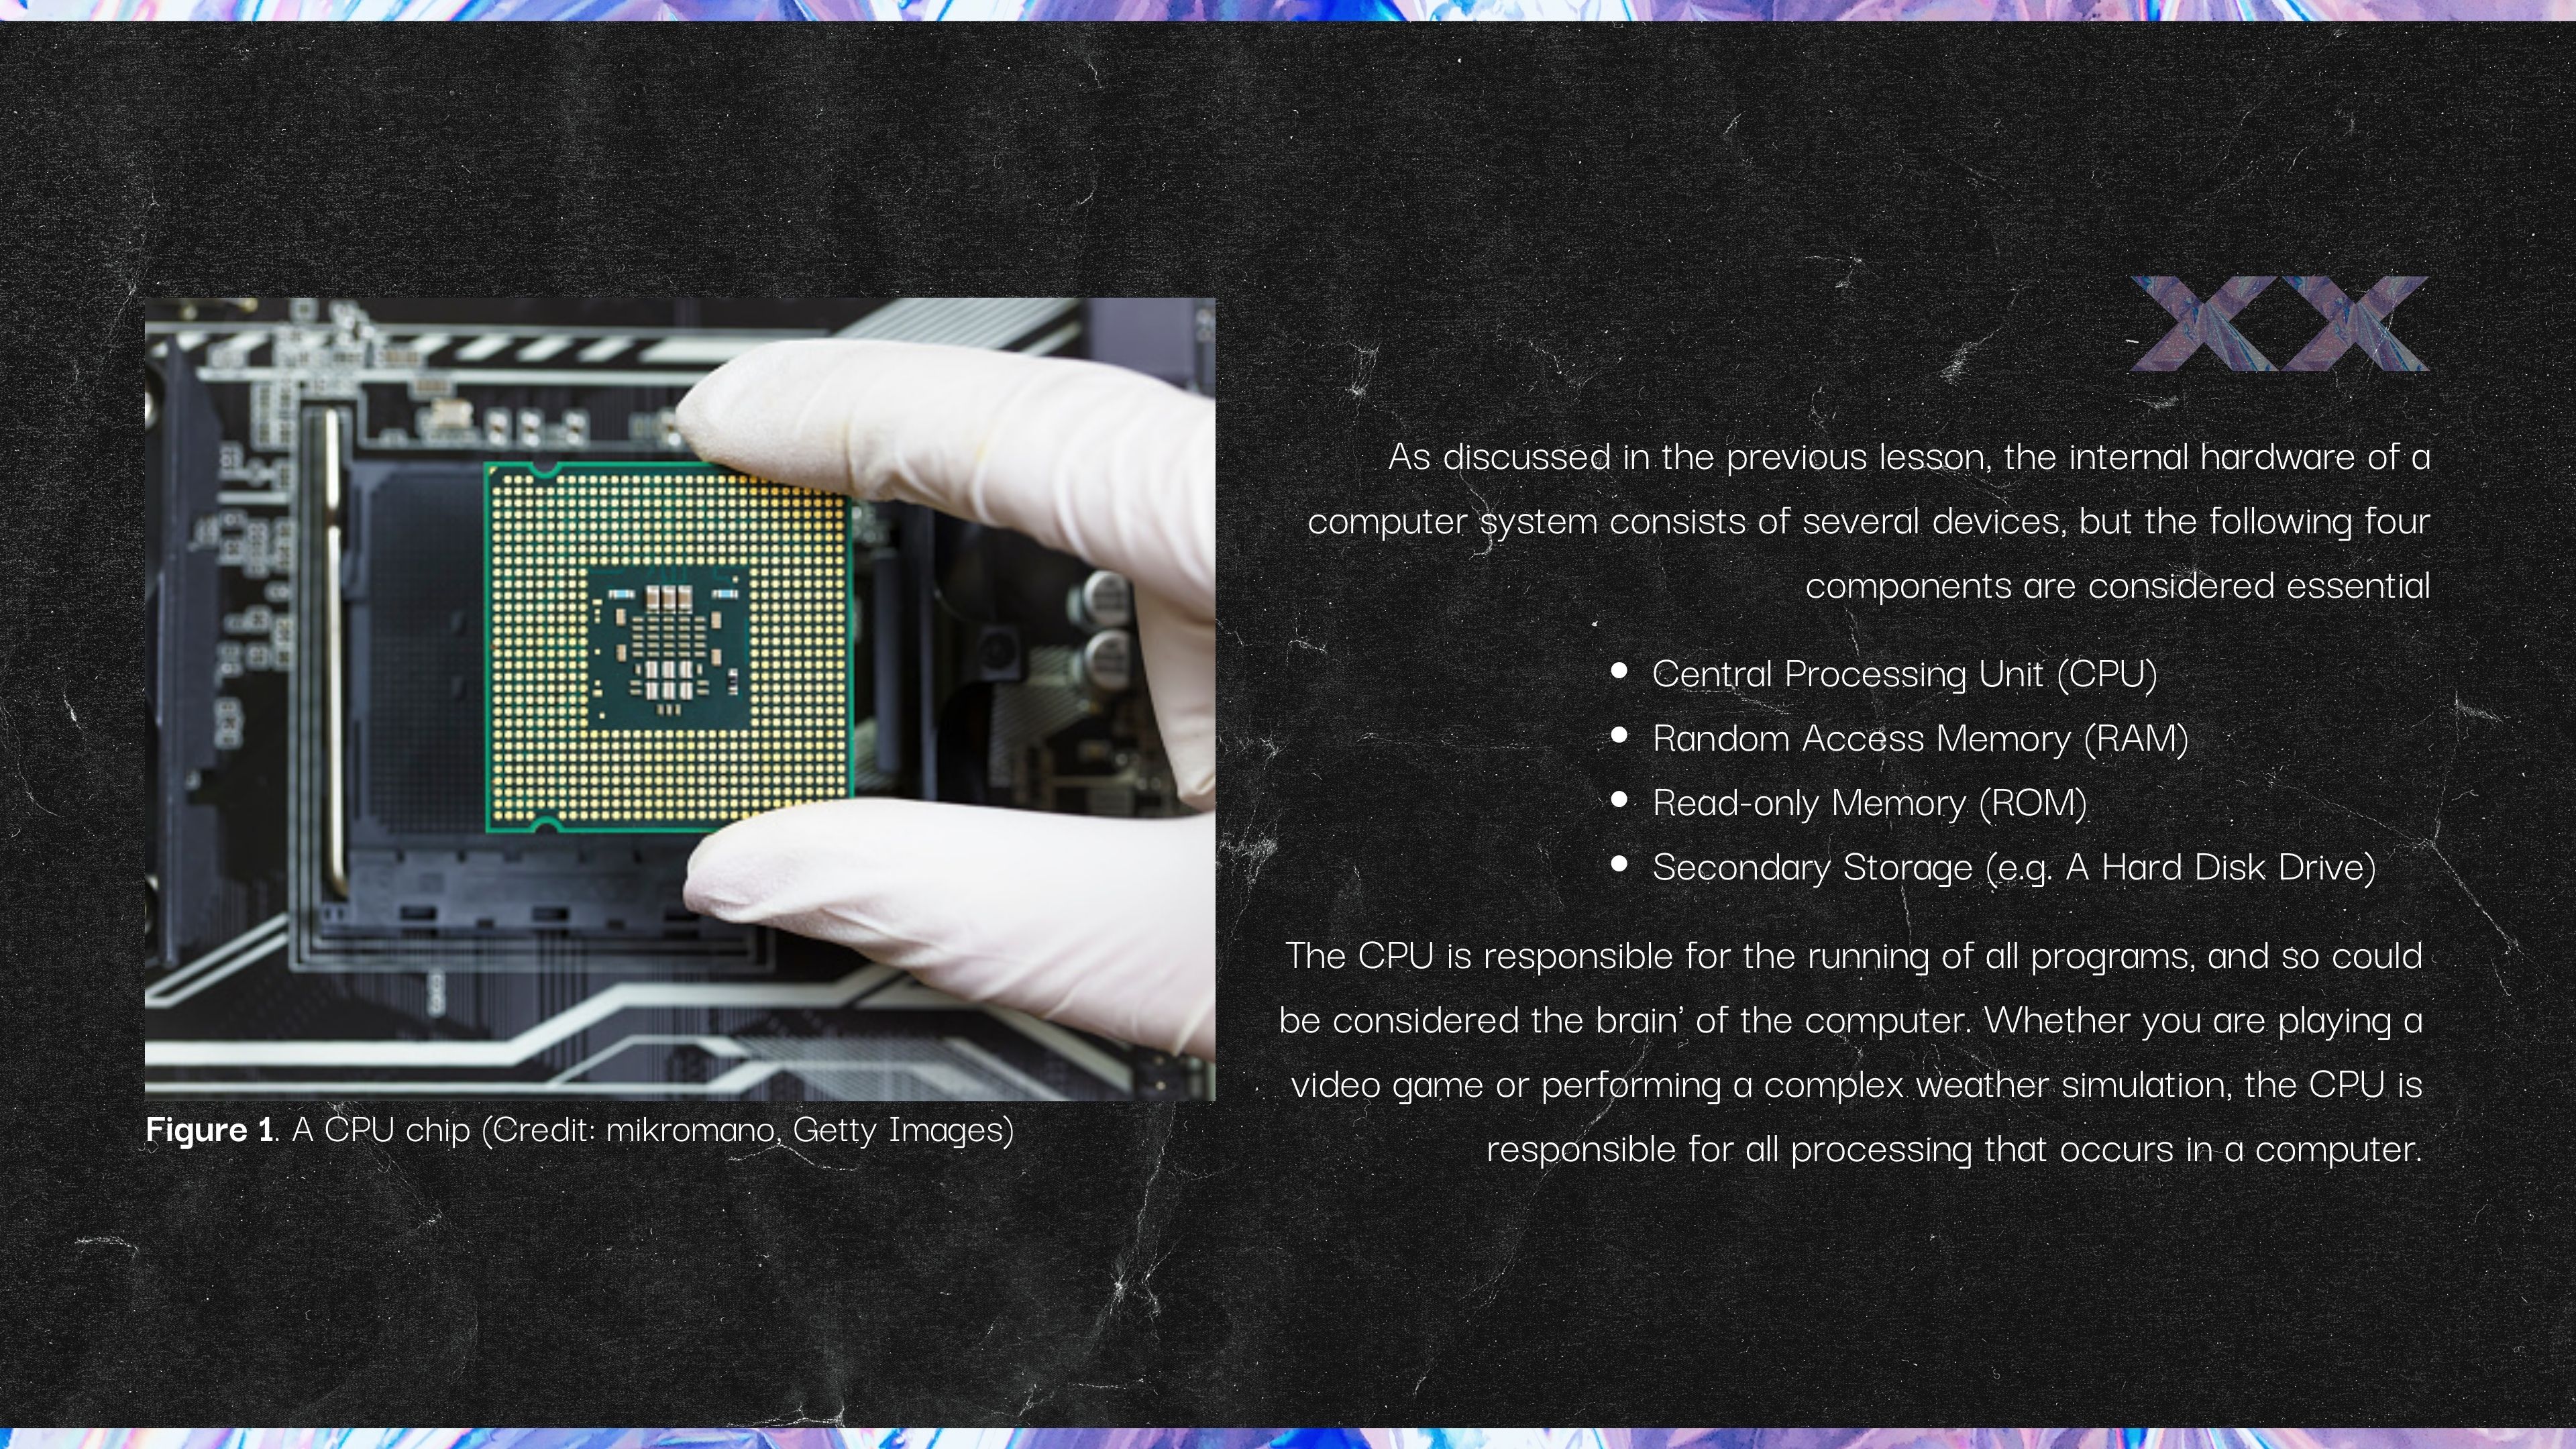 XX
As discussed in the previous lesson, the internal hardware of a
computer system consists of several devices, but the following four
components are considered essential
• Central Processing Unit (CPU)
• Random Access Memory (RAM)
• Read-only Memory (ROM)
• Secondary Storage (e.g. A Hard Disk Drive)
The CPU is responsible for the running of all programs, and so could
be considered the brain’ of the computer. Whether you are playing a
video game or performing a complex weather simulation, the CPU is
responsible for all processing that occurs in a computer.
Figure 1. A CPU chip (Credit: mikromano, Getty Images)